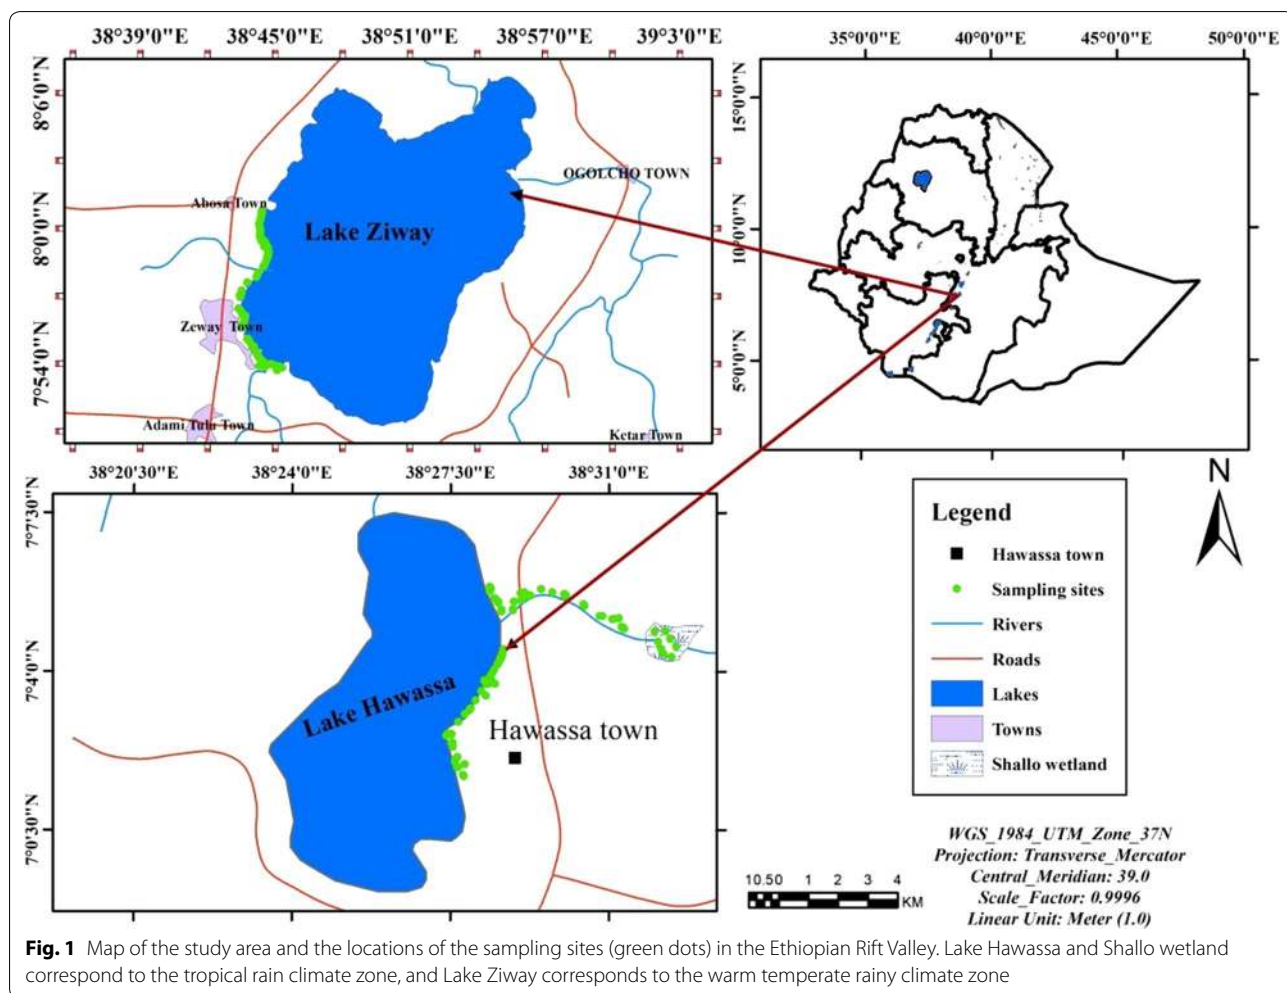 38°39'0"E 38°45'0"E 38°51'0"E 38°57'0"E 39°3'0"E
8°6'0"N
8°0'0"N
7°54'0"N
OGOLCHO TOWN
Abosa Town
Lake Ziway
Zeway Town
Adami Tulu Town
Ketar Town
35°0'0"E 40°0'0"E 45°0'0"E 50°0'0"E
15°0'0"N
10°0'0"N
5°0'0"N
38°20'30"E 38°24'0"E 38°27'30"E 38°31'0"E
7°7'30"N
7°4'0"N
7°0'30"N
Lake Hawassa
Hawassa town
N
Legend
Hawassa town
Sampling sites
Rivers
Roads
Lakes
Towns
Shallo wetland
WGS_1984_UTM_Zone_37N
Projection: Transverse_Mercator
Central_Meridian: 39.0
Scale_Factor: 0.9996
Linear Unit: Meter (1.0)
10.50 1 2 3 4
KM
Fig. 1 Map of the study area and the locations of the sampling sites (green dots) in the Ethiopian Rift Valley. Lake Hawassa and Shallo wetland
correspond to the tropical rain climate zone, and Lake Ziway corresponds to the warm temperate rainy climate zone